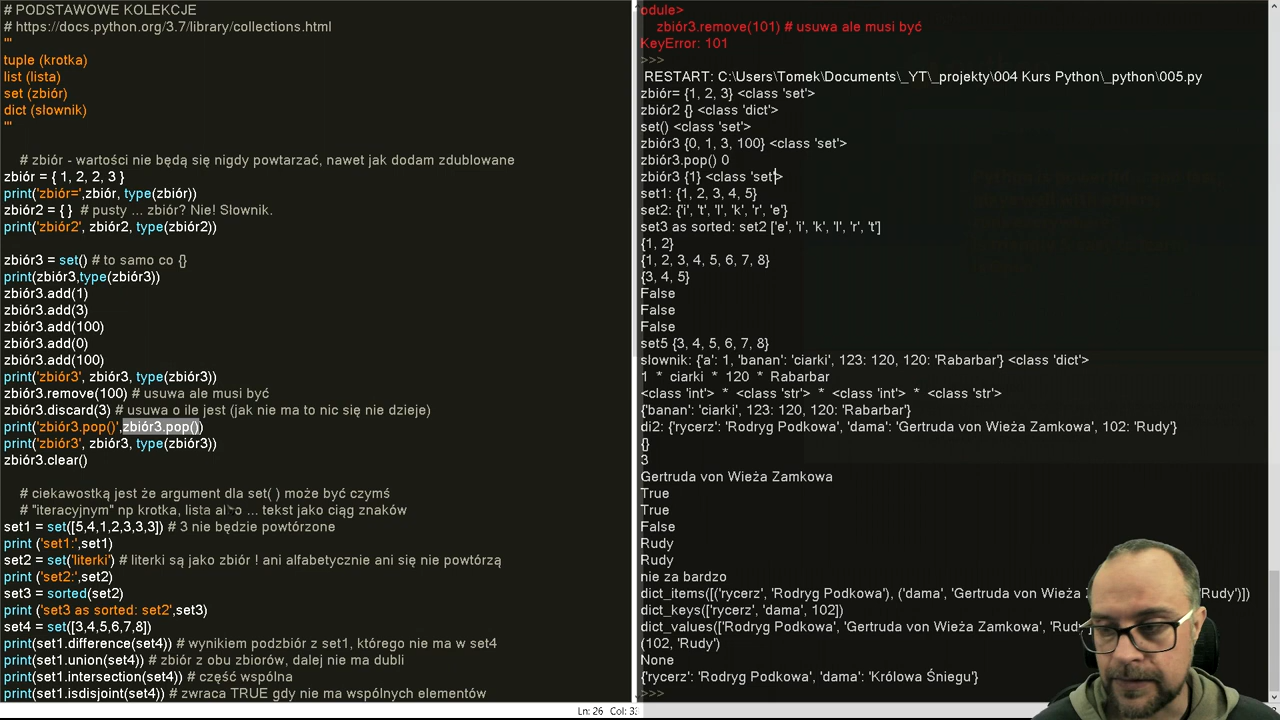 # PODSTAWOWE KOLEKCJE
# https://docs.python.org/3.7/library/collections.html
'''
tuple (krotka)
list (lista)
set (zbiór)
dict (słownik)
'''
# zbiór - wartości nie będą się nigdy powtarzać, nawet jak dodam zdublowane
zbiór = { 1, 2, 2, 3 }
print('zbiór=',zbiór, type(zbiór))
zbiór2 = { }  # pusty ... zbiór? Nie! Słownik.
print('zbiór2', zbiór2, type(zbiór2))
zbiór3 = set() # to samo co {}
print(zbiór3,type(zbiór3))
zbiór3.add(1)
zbiór3.add(3)
zbiór3.add(100)
zbiór3.add(0)
zbiór3.add(100)
print('zbiór3', zbiór3, type(zbiór3))
zbiór3.remove(100) # usuwa ale musi być
zbiór3.discard(3) # usuwa o ile jest (jak nie ma to nic się nie dzieje)
print('zbiór3.pop()',zbiór3.pop())
print('zbiór3', zbiór3, type(zbiór3))
zbiór3.clear()
# ciekawostką jest że argument dla set( ) może być czymś
# "iteracyjnym" np krotka, lista albo ... tekst jako ciąg znaków
set1 = set([5,4,1,2,3,3,3]) # 3 nie będzie powtórzone
print ('set1:',set1)
set2 = set('literki') # literki są jako zbiór ! ani alfabetycznie ani się nie powtórzą
print ('set2:',set2)
set3 = sorted(set2)
print ('set3 as sorted: set2',set3)
set4 = set([3,4,5,6,7,8])
print(set1.difference(set4)) # wynikiem podzbiór z set1, którego nie ma w set4
print(set1.union(set4)) # zbiór z obu zbiorów, dalej nie ma dubli
print(set1.intersection(set4)) # część wspólna
print(set1.isdisjoint(set4)) # zwraca TRUE gdy nie ma wspólnych elementów
odule>
zbiór3.remove(101) # usuwa ale musi być
KeyError: 101
>>>
RESTART: C:\Users\Tomek\Documents\_YT\_projekty\004 Kurs Python\_python\005.py
zbiór= {1, 2, 3} <class 'set'>
zbiór2 {} <class 'dict'>
set() <class 'set'>
zbiór3 {0, 1, 3, 100} <class 'set'>
zbiór3.pop() 0
zbiór3 {1} <class 'set'>
set1: {1, 2, 3, 4, 5}
set2: {'i', 't', 'l', 'k', 'r', 'e'}
set3 as sorted: set2 ['e', 'i', 'k', 'l', 'r', 't']
{1, 2}
{1, 2, 3, 4, 5, 6, 7, 8}
{3, 4, 5}
False
False
False
set5 {3, 4, 5, 6, 7, 8}
słownik: {'a': 1, 'banan': 'ciarki', 123: 120, 120: 'Rabarbar'} <class 'dict'>
1  *  ciarki  *  120  *  Rabarbar
<class 'int'>  *  <class 'str'>  *  <class 'int'>  *  <class 'str'>
{'banan': 'ciarki', 123: 120, 120: 'Rabarbar'}
di2: {'rycerz': 'Rodryg Podkowa', 'dama': 'Gertruda von Wieża Zamkowa', 102: 'Rudy'}
{}
3
Gertruda von Wieża Zamkowa
True
True
False
Rudy
Rudy
nie za bardzo
dict_items([('rycerz', 'Rodryg Podkowa'), ('dama', 'Gertruda von Wieża Z 'Rudy')])
dict_keys(['rycerz', 'dama', 102])
dict_values(['Rodryg Podkowa', 'Gertruda von Wieża Zamkowa', 'Rudy
(102, 'Rudy')
None
{'rycerz': 'Rodryg Podkowa', 'dama': 'Królowa Śniegu'}
>>>
Ln: 26 Col: 33